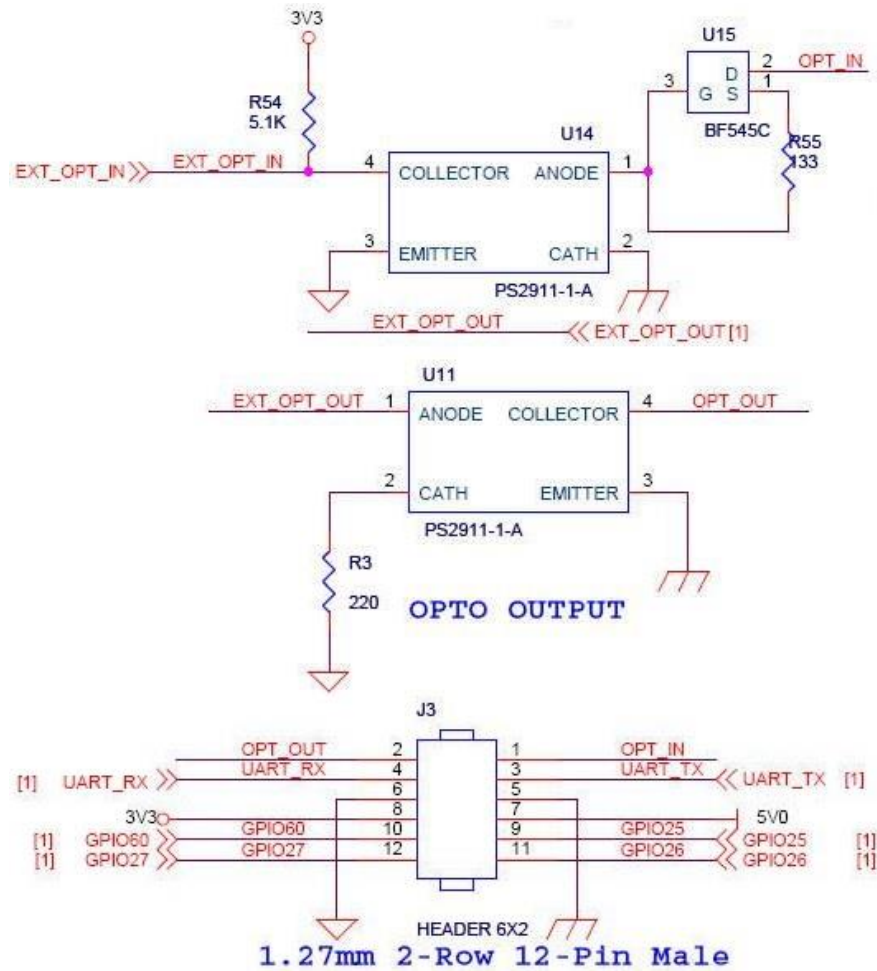 3V3
U15
R54
5.1K
3 G D 2 OPT_IN
S 1
BF545C
U14
R55
133
EXT_OPT_IN EXT_OPT_IN 4 COLLECTOR ANODE 1
3 EMITTER CATH 2
PS2911-1-A
EXT_OPT_OUT EXT_OPT_OUT [1]
U11
EXT_OPT_OUT 1 ANODE COLLECTOR 4 OPT_OUT
2 CATH EMITTER 3
PS2911-1-A
R3
220
OPTO OUTPUT
J3
OPT_OUT 2 1 OPT_IN
[1] UART_RX UART_RX 4 3 UART_TX UART_TX [1]
6 5
3V3 8 7 5V0
[1] GPIO60 GPIO60 10 9 GPIO25 GPIO25 [1]
[1] GPIO27 GPIO27 12 11 GPIO26 GPIO26 [1]
HEADER 6X2
1.27mm 2-Row 12-Pin Male